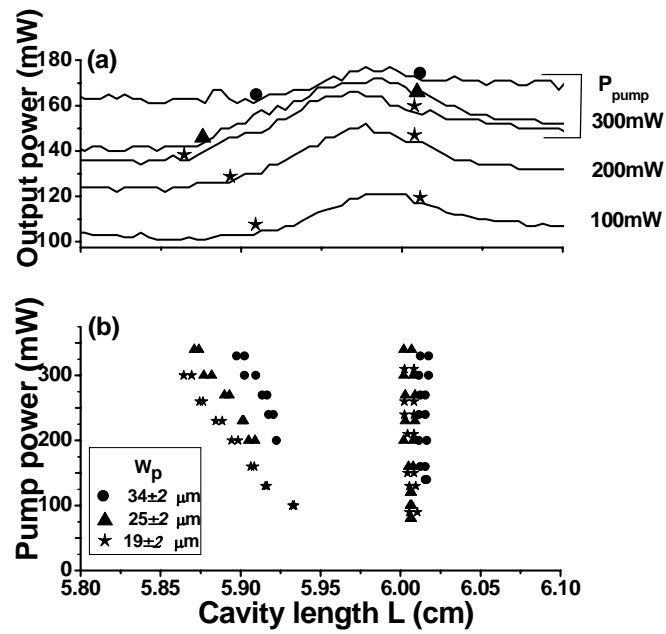 (a)
Output power (mW)
180
160
140
120
100
P pump
300mW
200mW
100mW
(b)
Pump power (mW)
300
200
100
0
Wp
34±2 μm
25±2 μm
19±2 μm
5.80 5.85 5.90 5.95 6.00 6.05 6.10
Cavity length L (cm)